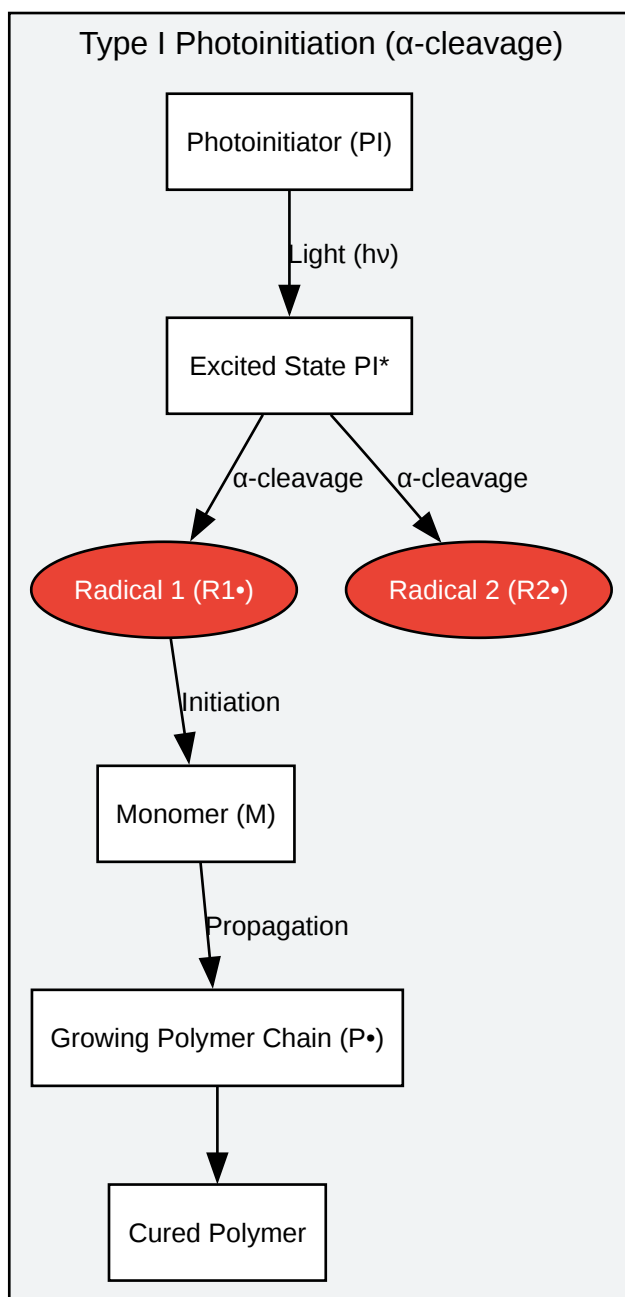 Type I Photoinitiation (α-cleavage)
Photoinitiator (PI)
Light (hν)
Excited State PI*
α-cleavage
α-cleavage
Radical 1 (R1•)
Radical 2 (R2•)
Initiation
Monomer (M)
Propagation
Growing Polymer Chain (P•)
Cured Polymer